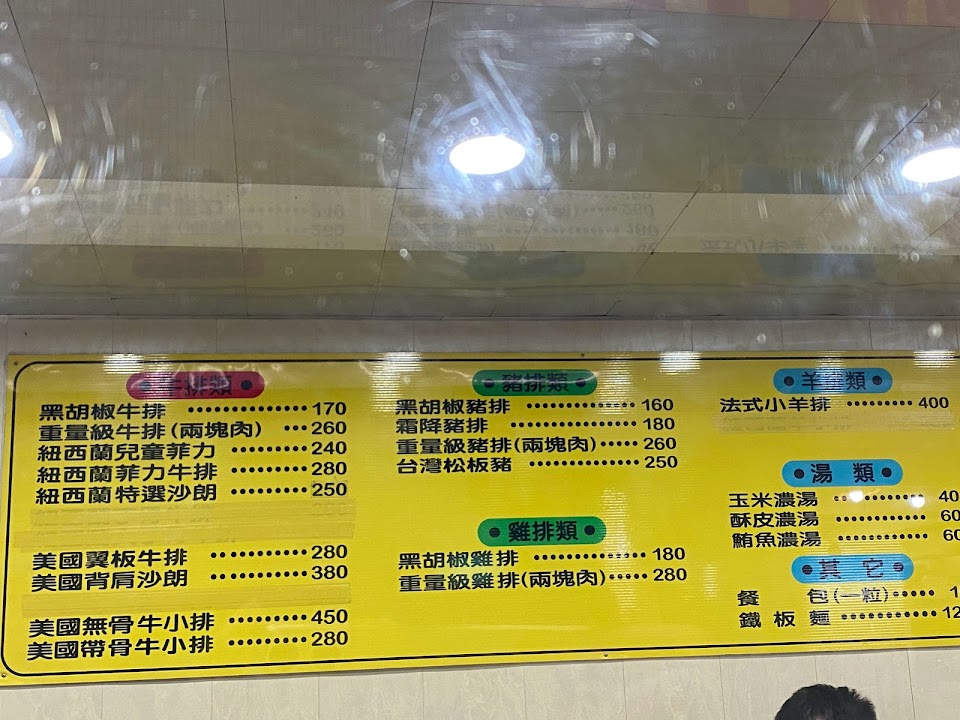 牛排類
黑胡椒牛排 170
重量級牛排(兩塊肉) 260
紐西蘭兒童菲力 240
紐西蘭菲力牛排 280
紐西蘭特選沙朗 250
美國翼板牛排 280
美國背肩沙朗 380
美國無骨牛小排 450
美國帶骨牛小排 280
豬排類
黑胡椒豬排 160
霜降豬排 180
重量級豬排(兩塊肉) 260
台灣松板豬 250
雞排類
黑胡椒雞排 180
重量級雞排(兩塊肉) 280
羊排類
法式小羊排 400
湯 類
玉米濃湯 40
酥皮濃湯 60
鮪魚濃湯 60
其 它
餐 包(一粒)
鐵 板 麵